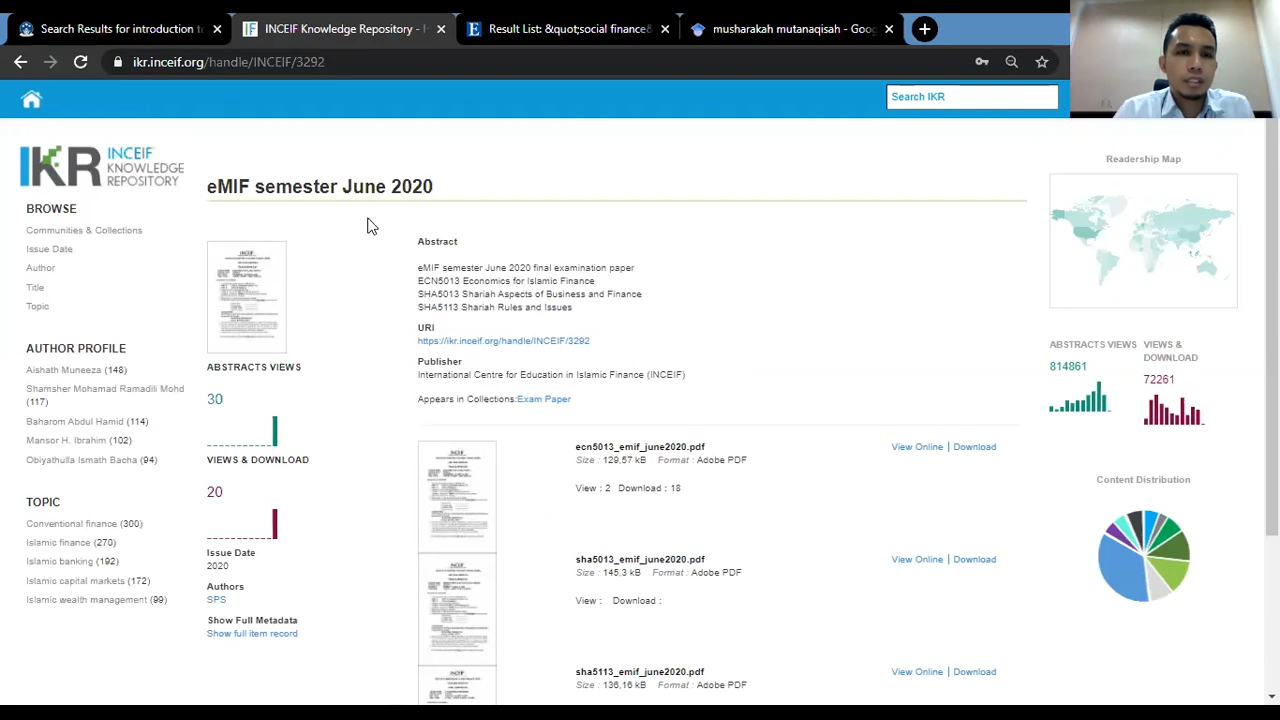 Search Results for introduction to
INCEIF Knowledge Repository - I
Result List: &quot;social finance&
musharakah mutanaqisah - Goo
ikr.inceif.org/handle/INCEIF/3292
Search IKR
IKR INCEIF
KNOWLEDGE
REPOSITORY
BROWSE
Communities & Collections
Issue Date
Author
Title
Topic
AUTHOR PROFILE
Aishath Muneeza (148)
Shamsher Mohamad Ramadili Mohd
(117)
Baharom Abdul Hamid (114)
Mansor H. Ibrahim (102)
Obiyathulla Ismath Bacha (94)
TOPIC
Conventional finance (300)
Islamic finance (270)
Islamic banking (192)
Islamic capital markets (172)
Islamic wealth management (99)
eMIF semester June 2020
ABSTRACTS VIEWS
30
VIEWS & DOWNLOAD
20
Issue Date
2020
Authors
SPS
Show Full Metadata
Show full item record
Abstract
eMIF semester June 2020 final examination paper
ECN5013 Economics for Islamic Finance
SHA5013 Shariah Aspects of Business and Finance
SHA5113 Shariah Rules and Issues
URI
https://ikr.inceif.org/handle/INCEIF/3292
Publisher
International Centre for Education in Islamic Finance (INCEIF)
Appears in Collections:Exam Paper
ecn5013_emif_june2020.pdf
Size : 129.57 kB Format : Adobe PDF
View : 2 Download : 18
View Online | Download
sha5013_emif_june2020.pdf
Size : 145.3 kB Format : Adobe PDF
View : Download :
View Online | Download
sha5113_emif_june2020.pdf
Format : Adobe PDF
View Online | Download
Readership Map
ABSTRACTS VIEWS
814861
VIEWS &
DOWNLOAD
72261
Content Distribution